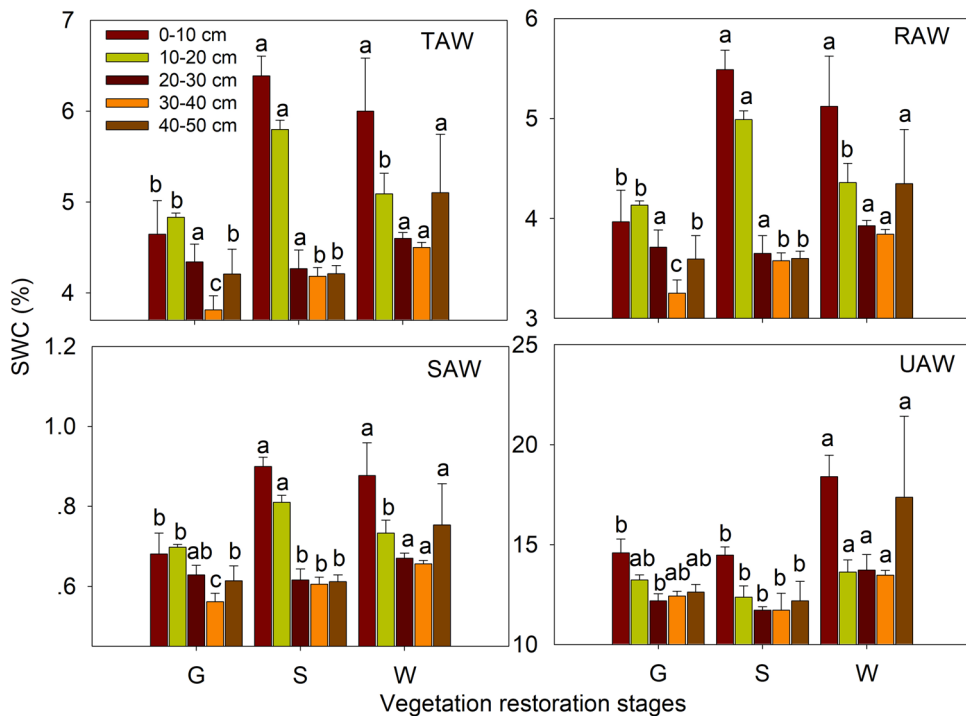 7
TAW
0-10 cm
10-20 cm
20-30 cm
30-40 cm
40-50 cm
6
5
4
b b a c b
a a a b b
a b a a a
6
RAW
5
4
3
b b a c b
a a a b b
a b a a a
SWC (%)
1.2
SAW
1.0
.8
.6
b b ab c b
a a b b b
a b a a a
G S W
25
UAW
20
15
10
b ab b ab ab
b b b b b
a a a a a
G S W
Vegetation restoration stages